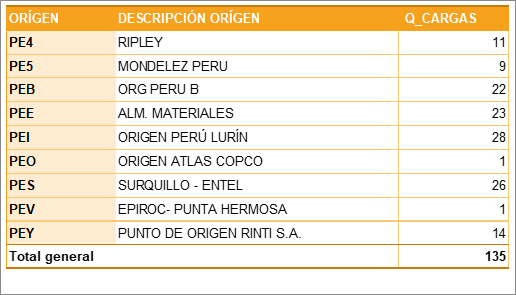 ORÍGEN DESCRIPCIÓN ORÍGEN Q_CARGAS
PE4 RIPLEY 11
PE5 MONDELEZ PERU 9
PEB ORG PERU B 22
PEE ALM. MATERIALES 23
PEI ORIGEN PERÚ LURÍN 28
PEO ORIGEN ATLAS COPCO 1
PES SURQUILLO - ENTEL 26
PEV EPIROC- PUNTA HERMOSA 1
PEY PUNTO DE ORIGEN RINTI S.A. 14
Total general 135